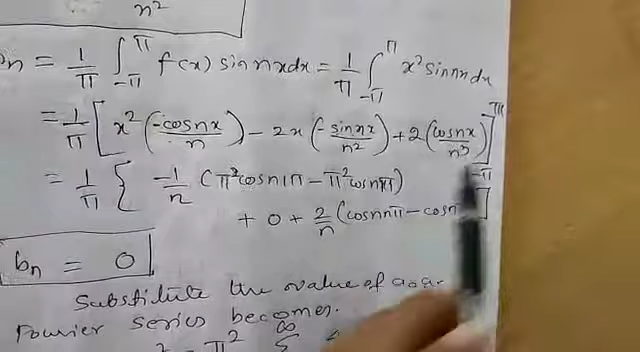 n²
bn = 1/π ∫_{-π}^{π} f(x) sin nx dx = 1/π ∫_{-π}^{π} x² sin nx dx
= 1/π [ x² (-cos nx / n) - 2x (- sin nx / n²) + 2 (cos nx / n³) ]_{-π}^{π}
= 1/π { -1/n (π² cos nπ - π² cos nπ)
+ 0 + 2/n (cos nπ - cos n
bn = 0
Substitute the value of a₀
Fourier series becomes.
π² ∞ Σ